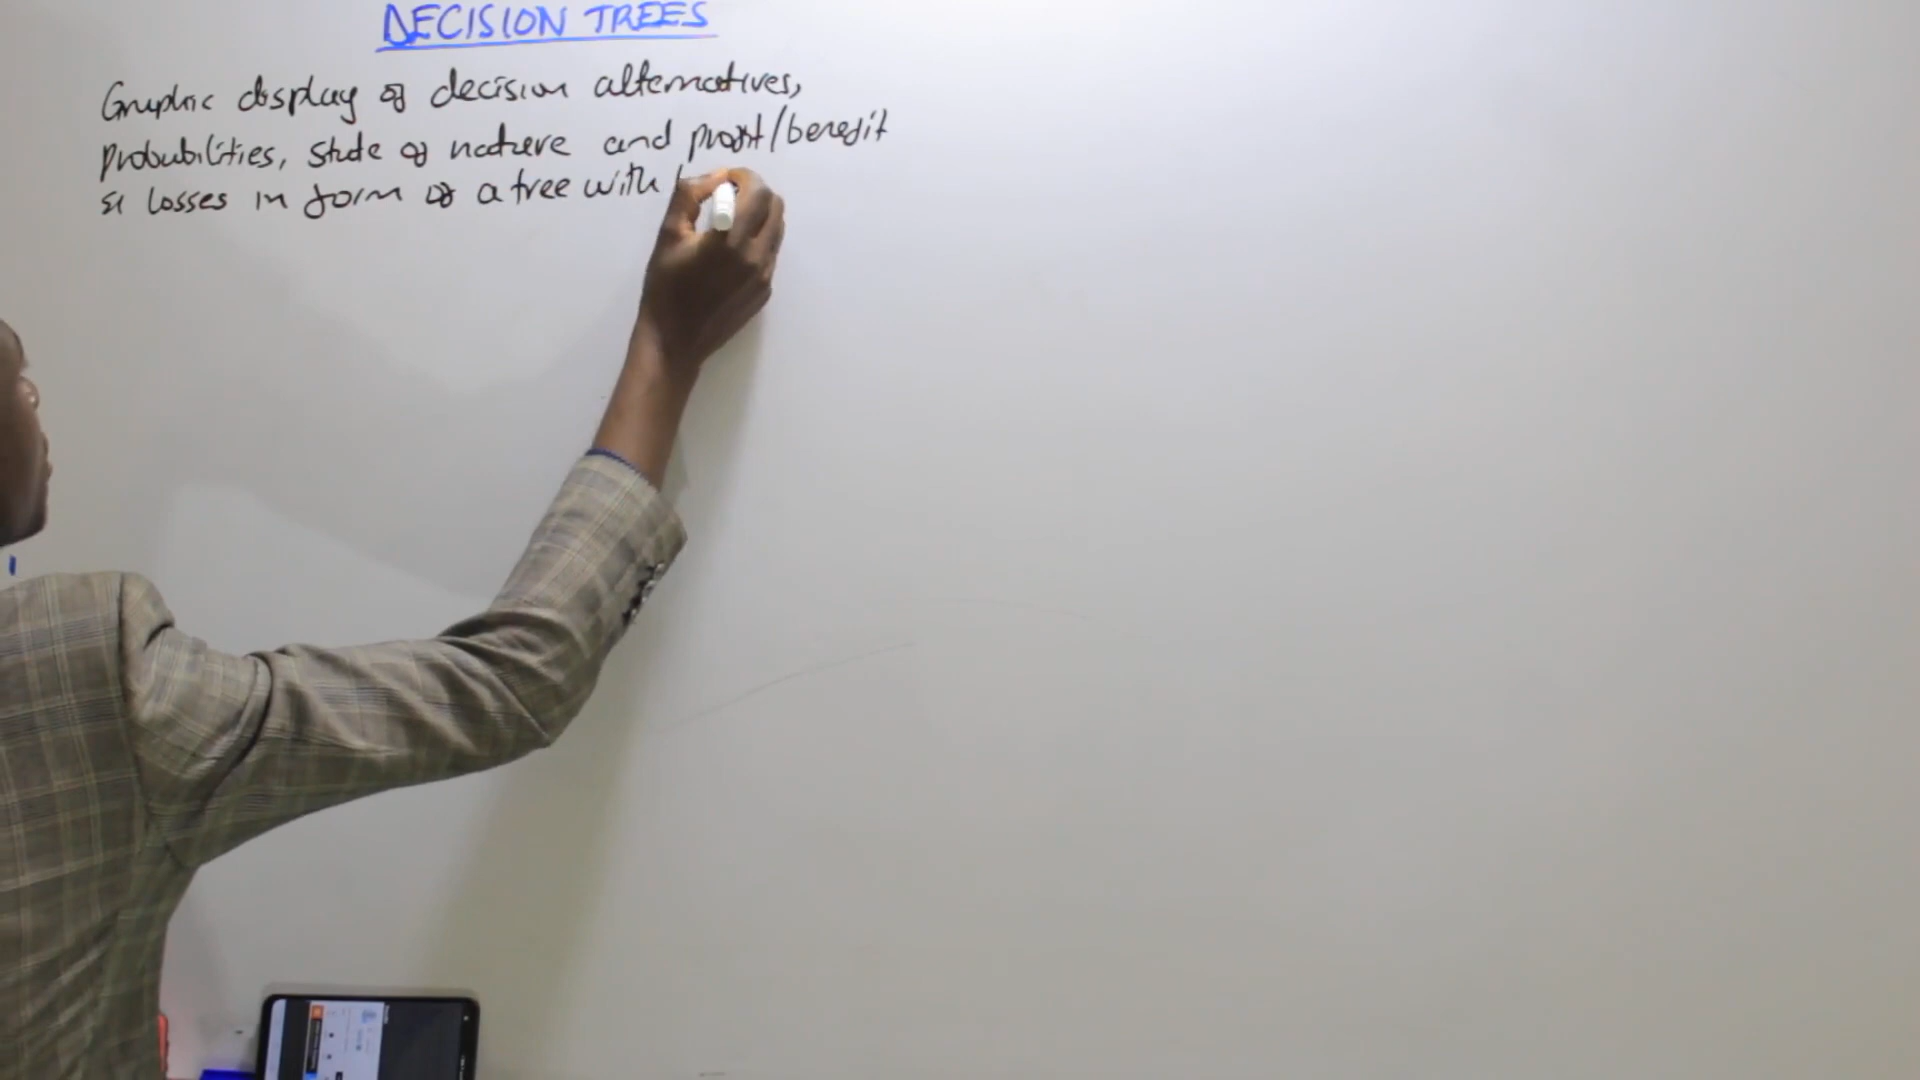 DECISION TREES
Graphic display of decision alternatives,
probabilities, state of nature and profit/benefit
& losses in form of a tree with